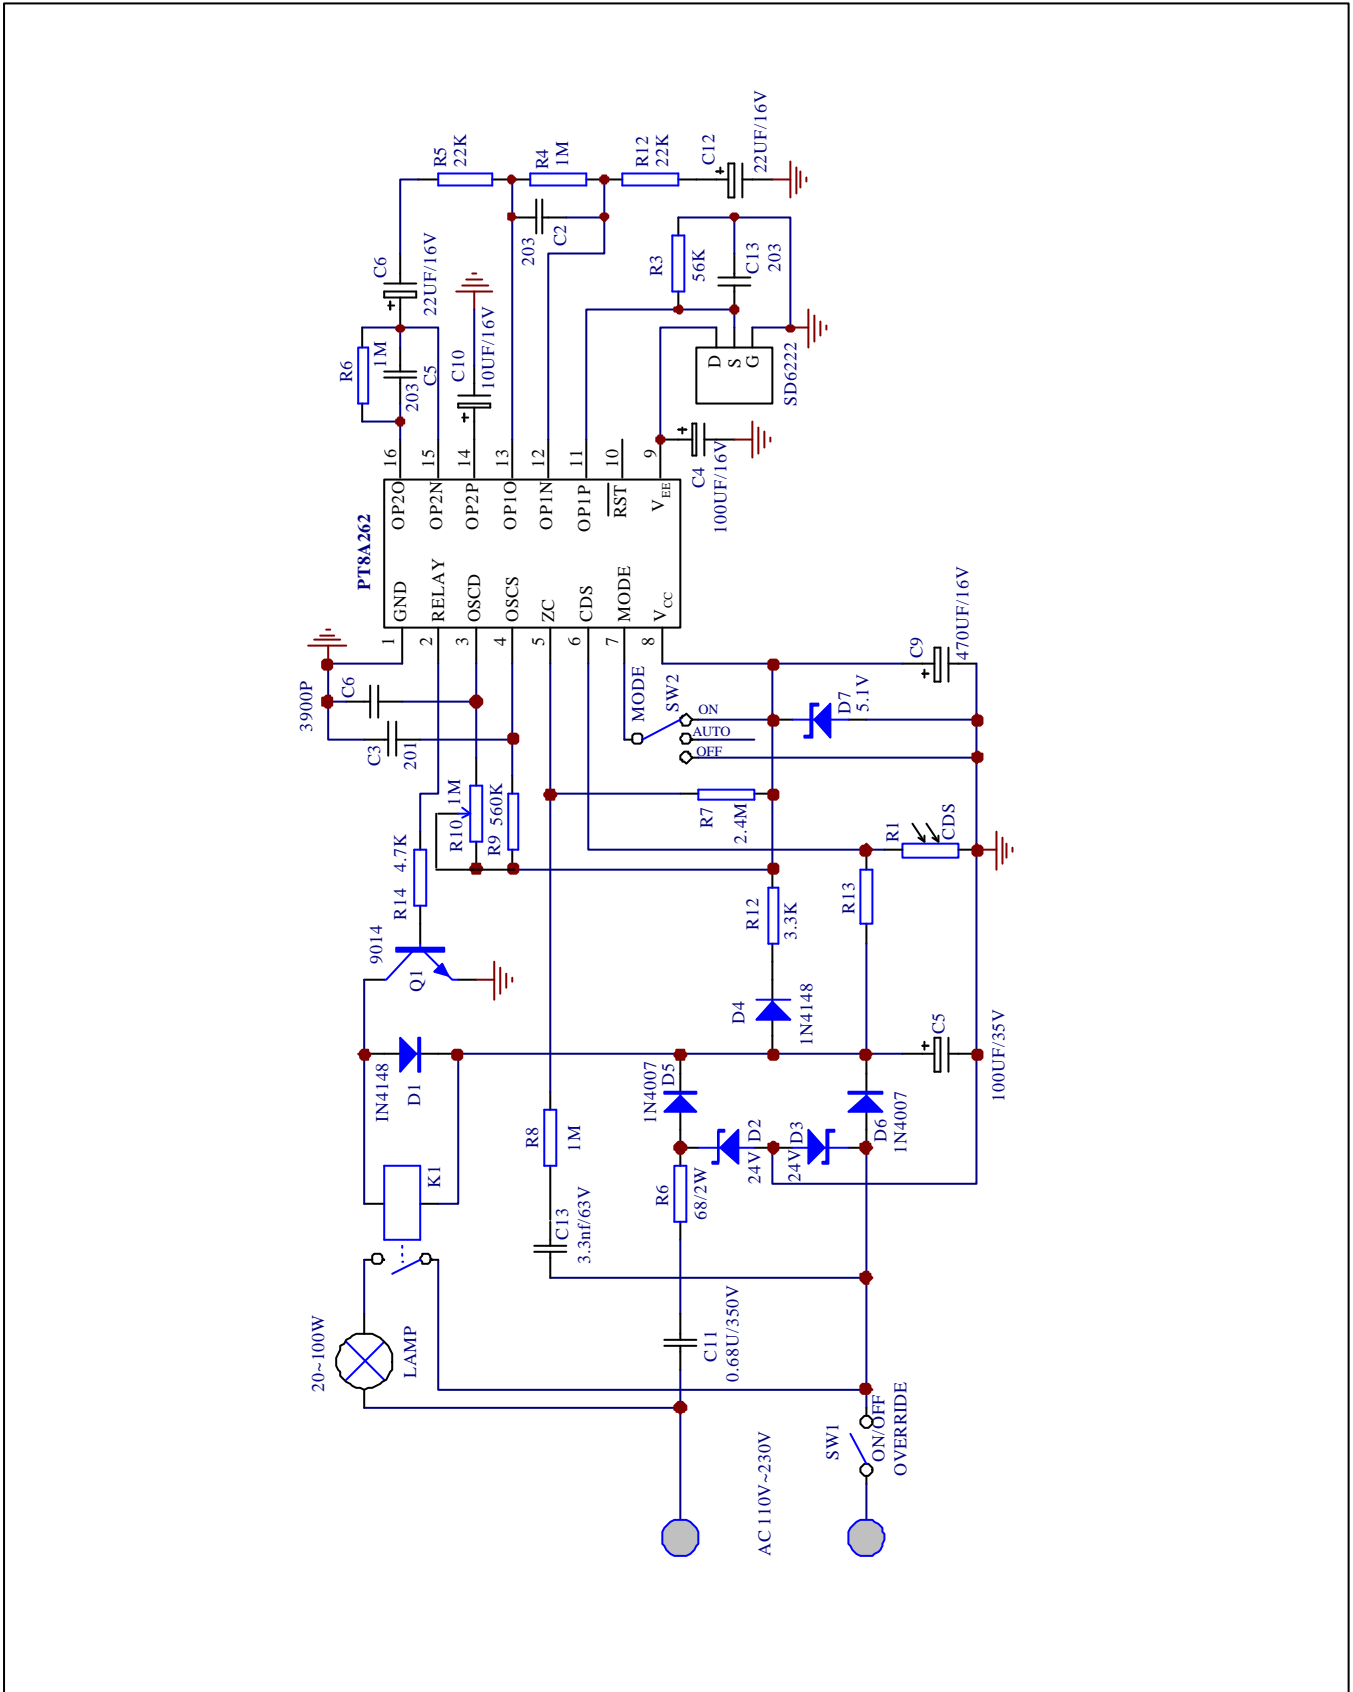 R5
22K
R4
1M
R12
22K
C12
22UF/16V
C6
22UF/16V
203
C2
R3
56K
C13
203
R6
1M
203
C5
C10
10UF/16V
D
S
G
SD6222
C4
100UF/16V
16
15
14
13
12
11
10
9
PT8A262
OP2O
OP2N
OP2P
OP1O
OP1N
OP1P
RST
VEE
GND
RELAY
OSCD
OSCS
ZC
CDS
MODE
VCC
1
2
3
4
5
6
7
8
3900P
C6
C3
201
MODE
SW2
ON
AUTO
OFF
D7
5.1V
C9
470UF/16V
R10
1M
R9
560K
R7
2.4M
R1
CDS
R14
4.7K
9014
Q1
R12
3.3K
R13
D4
1N4148
C5
100UF/35V
IN4148
D1
1N4007
D5
D2
24V
D3
24V
D6
1N4007
K1
R8
1M
C13
3.3nf/63V
R6
68/2W
20~100W
LAMP
C11
0.68U/350V
AC 110V~230V
SW1
ON/OFF
OVERRIDE